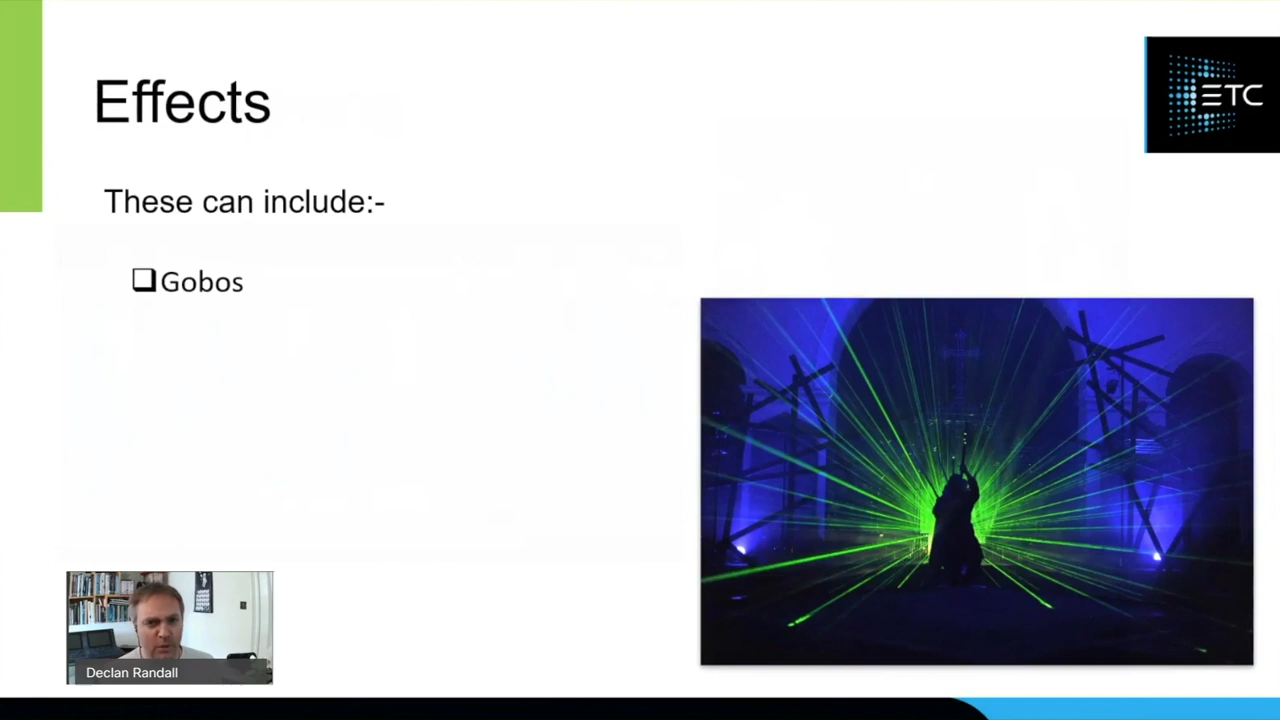 Effects
ETC
These can include:-
❑Gobos
Declan Randall